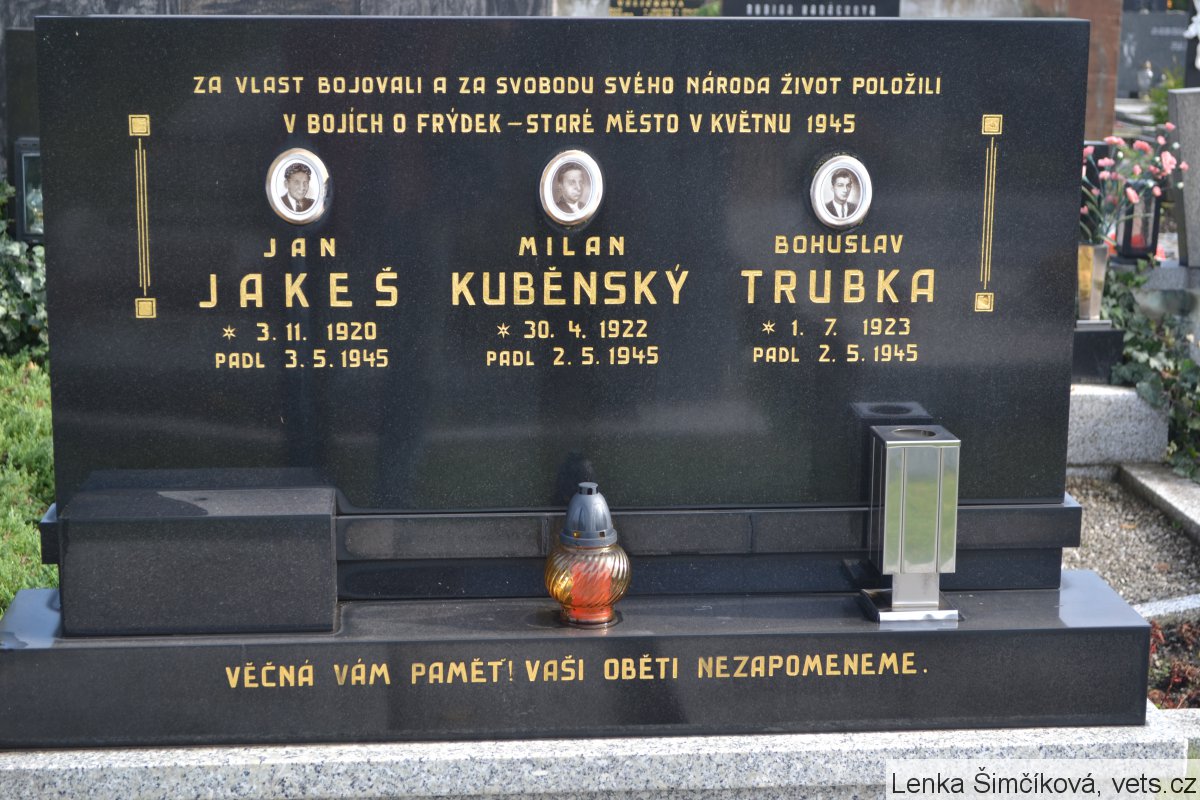 ZA VLAST BOJOVALI A ZA SVOBODU SVÉHO NÁRODA ŽIVOT POLOŽILI
V BOJÍCH O FRÝDEK – STARÉ MĚSTO V KVĚTNU 1945
JAN
JAKEŠ
* 3. 11. 1920
PADL 3. 5. 1945
MILAN
KUBĚNSKÝ
* 30. 4. 1922
PADL 2. 5. 1945
BOHUSLAV
TRUBKA
* 1. 7. 1923
PADL 2. 5. 1945
VĚČNÁ VÁM PAMĚŤ! VAŠI OBĚTI NEZAPOMENEME.
Lenka Šimčíková, vets.cz